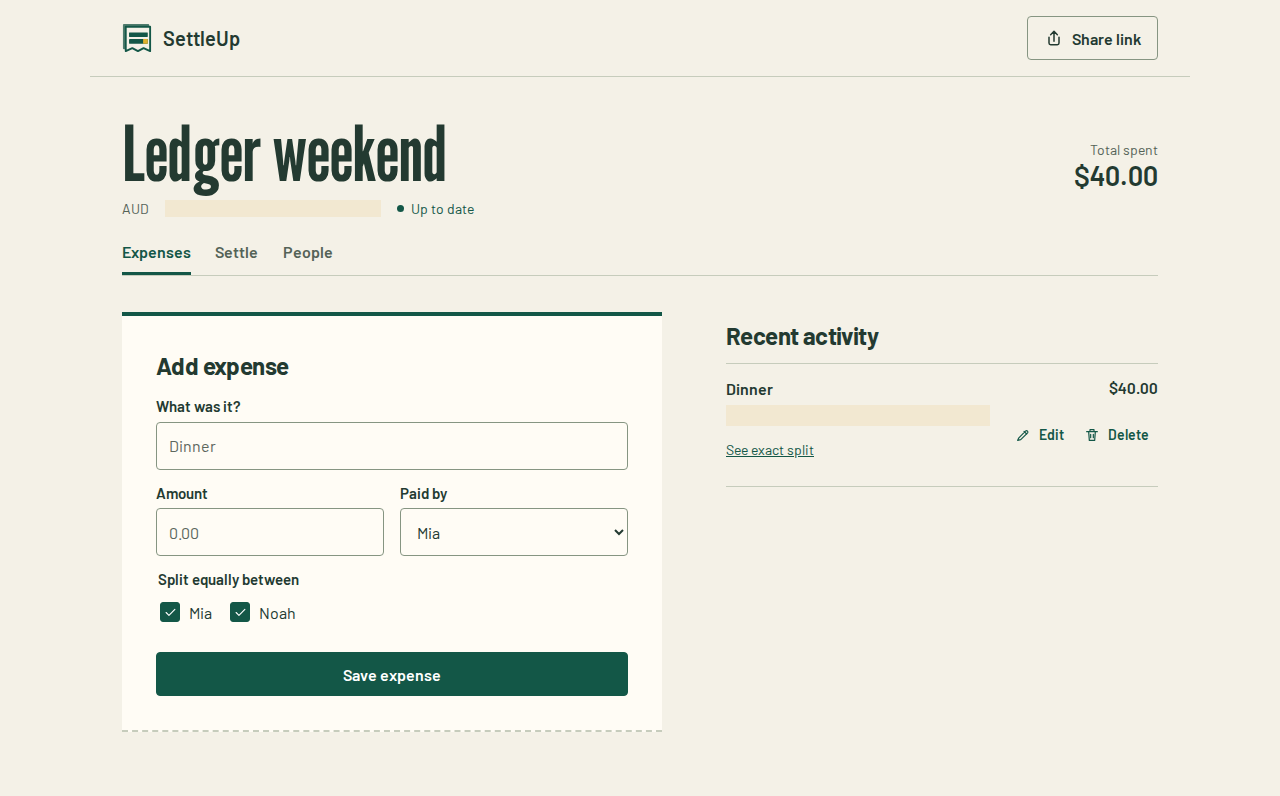 SettleUp
Share link
Ledger weekend
Total spent
$40.00
AUD
Up to date
Expenses
Settle
People
Add expense
What was it?
Dinner
Amount
Paid by
0.00
Mia
Split equally between
Mia
Noah
Save expense
Recent activity
Dinner
$40.00
Edit
Delete
See exact split